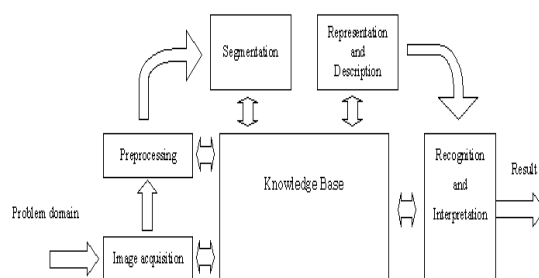 Segmentation
Representation
and
Description
Preprocessing
Knowledge Base
Recognition
and
Interpretation
Result
Problem domain
Image acquisition